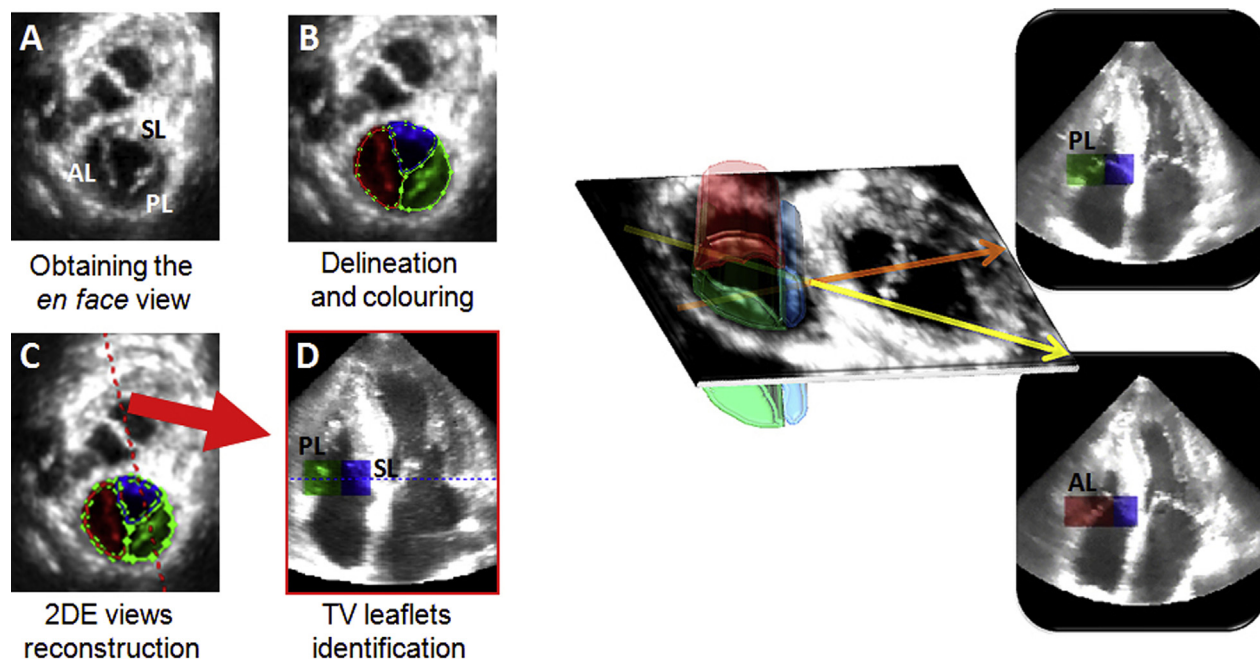 A
SL
AL
PL
Obtaining the
en face view
B
Delineation
and colouring
C
2DE views
reconstruction
D
PL
SL
TV leaflets
identification
PL
AL